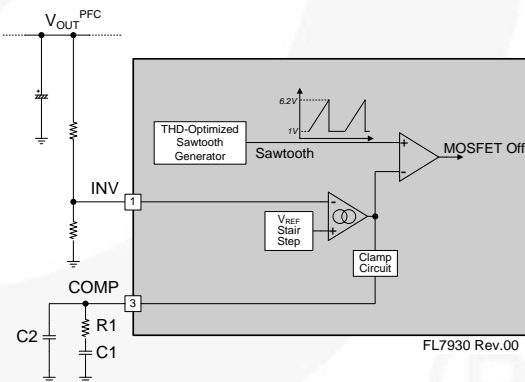 VOUT PFC
6.2V
1V
THD-Optimized
Sawtooth
Generator
Sawtooth
+
-
MOSFET Off
INV
1
-
+
VREF
Stair
Step
Clamp
Circuit
COMP
3
C2
R1
C1
FL7930 Rev.00